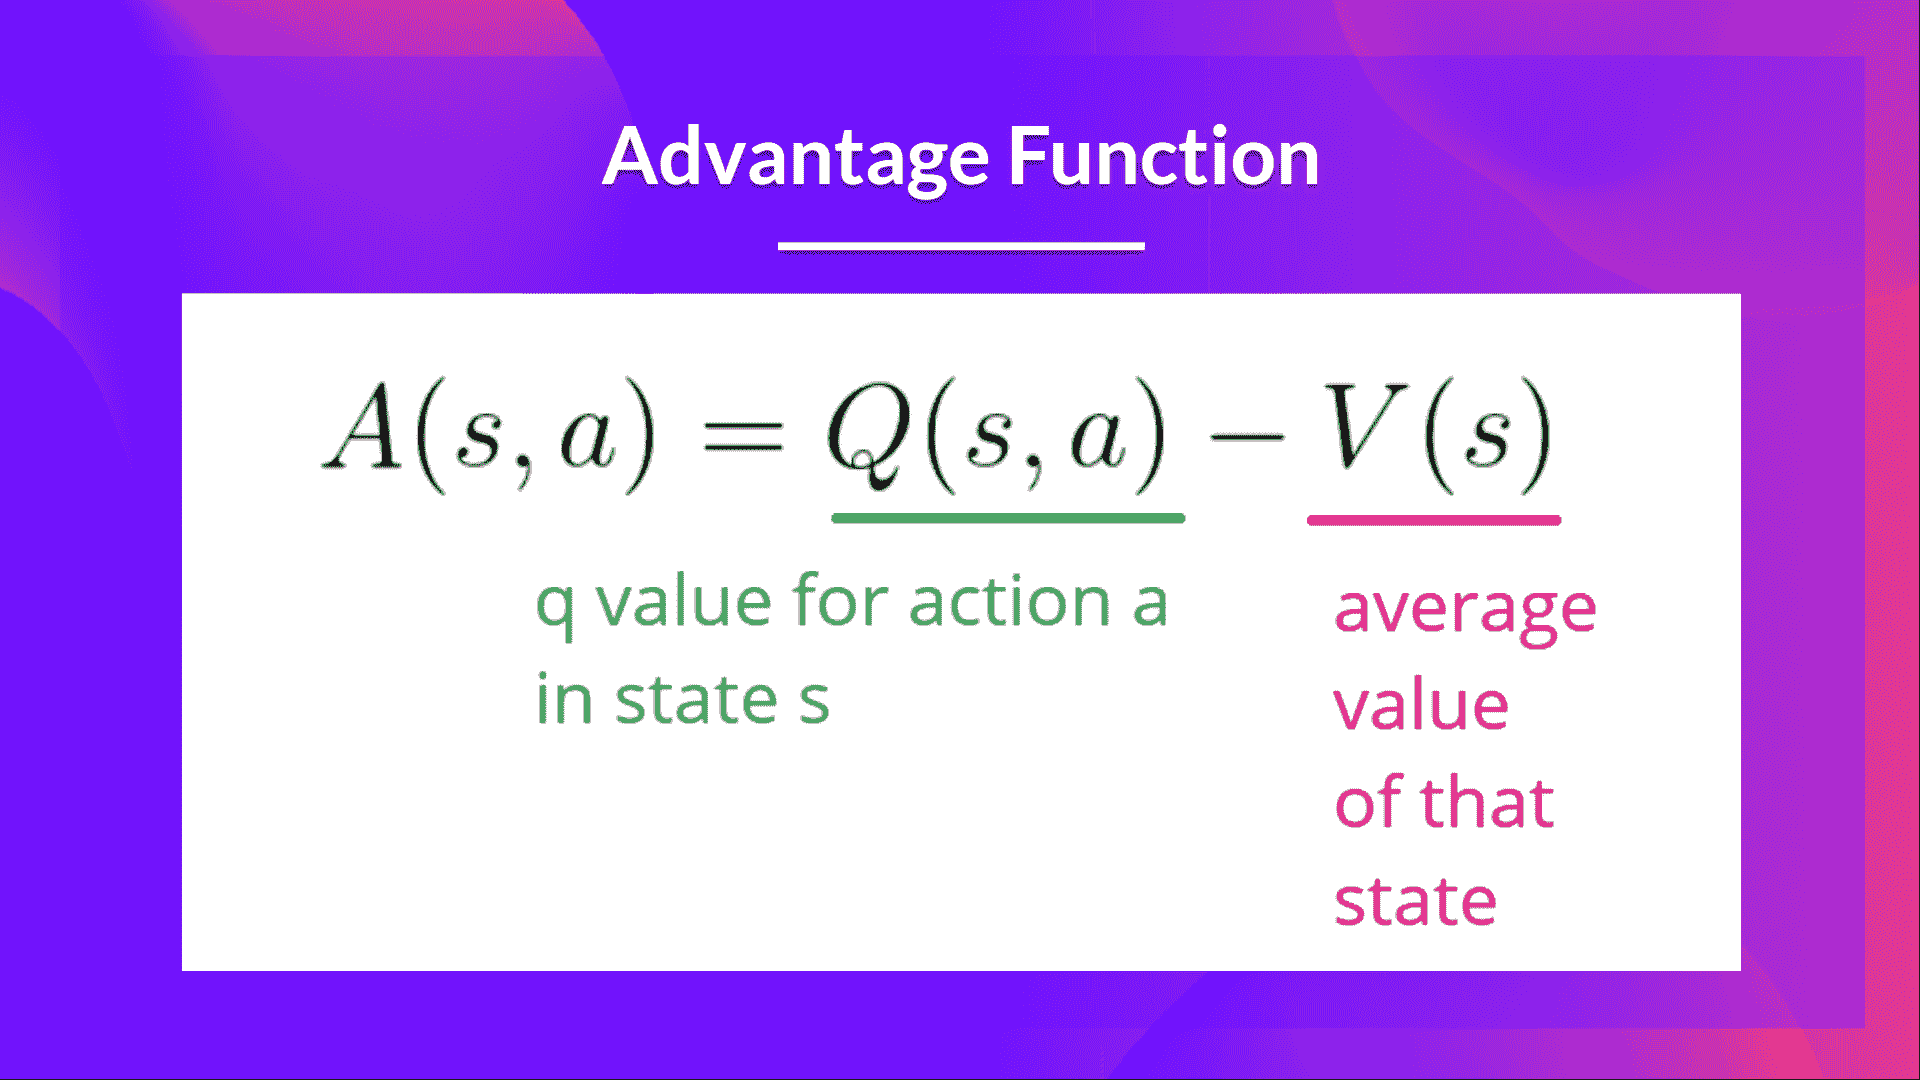 Advantage Function
A(s, a) = Q(s, a) − V(s)
q value for action a
in state s
average
value
of that
state